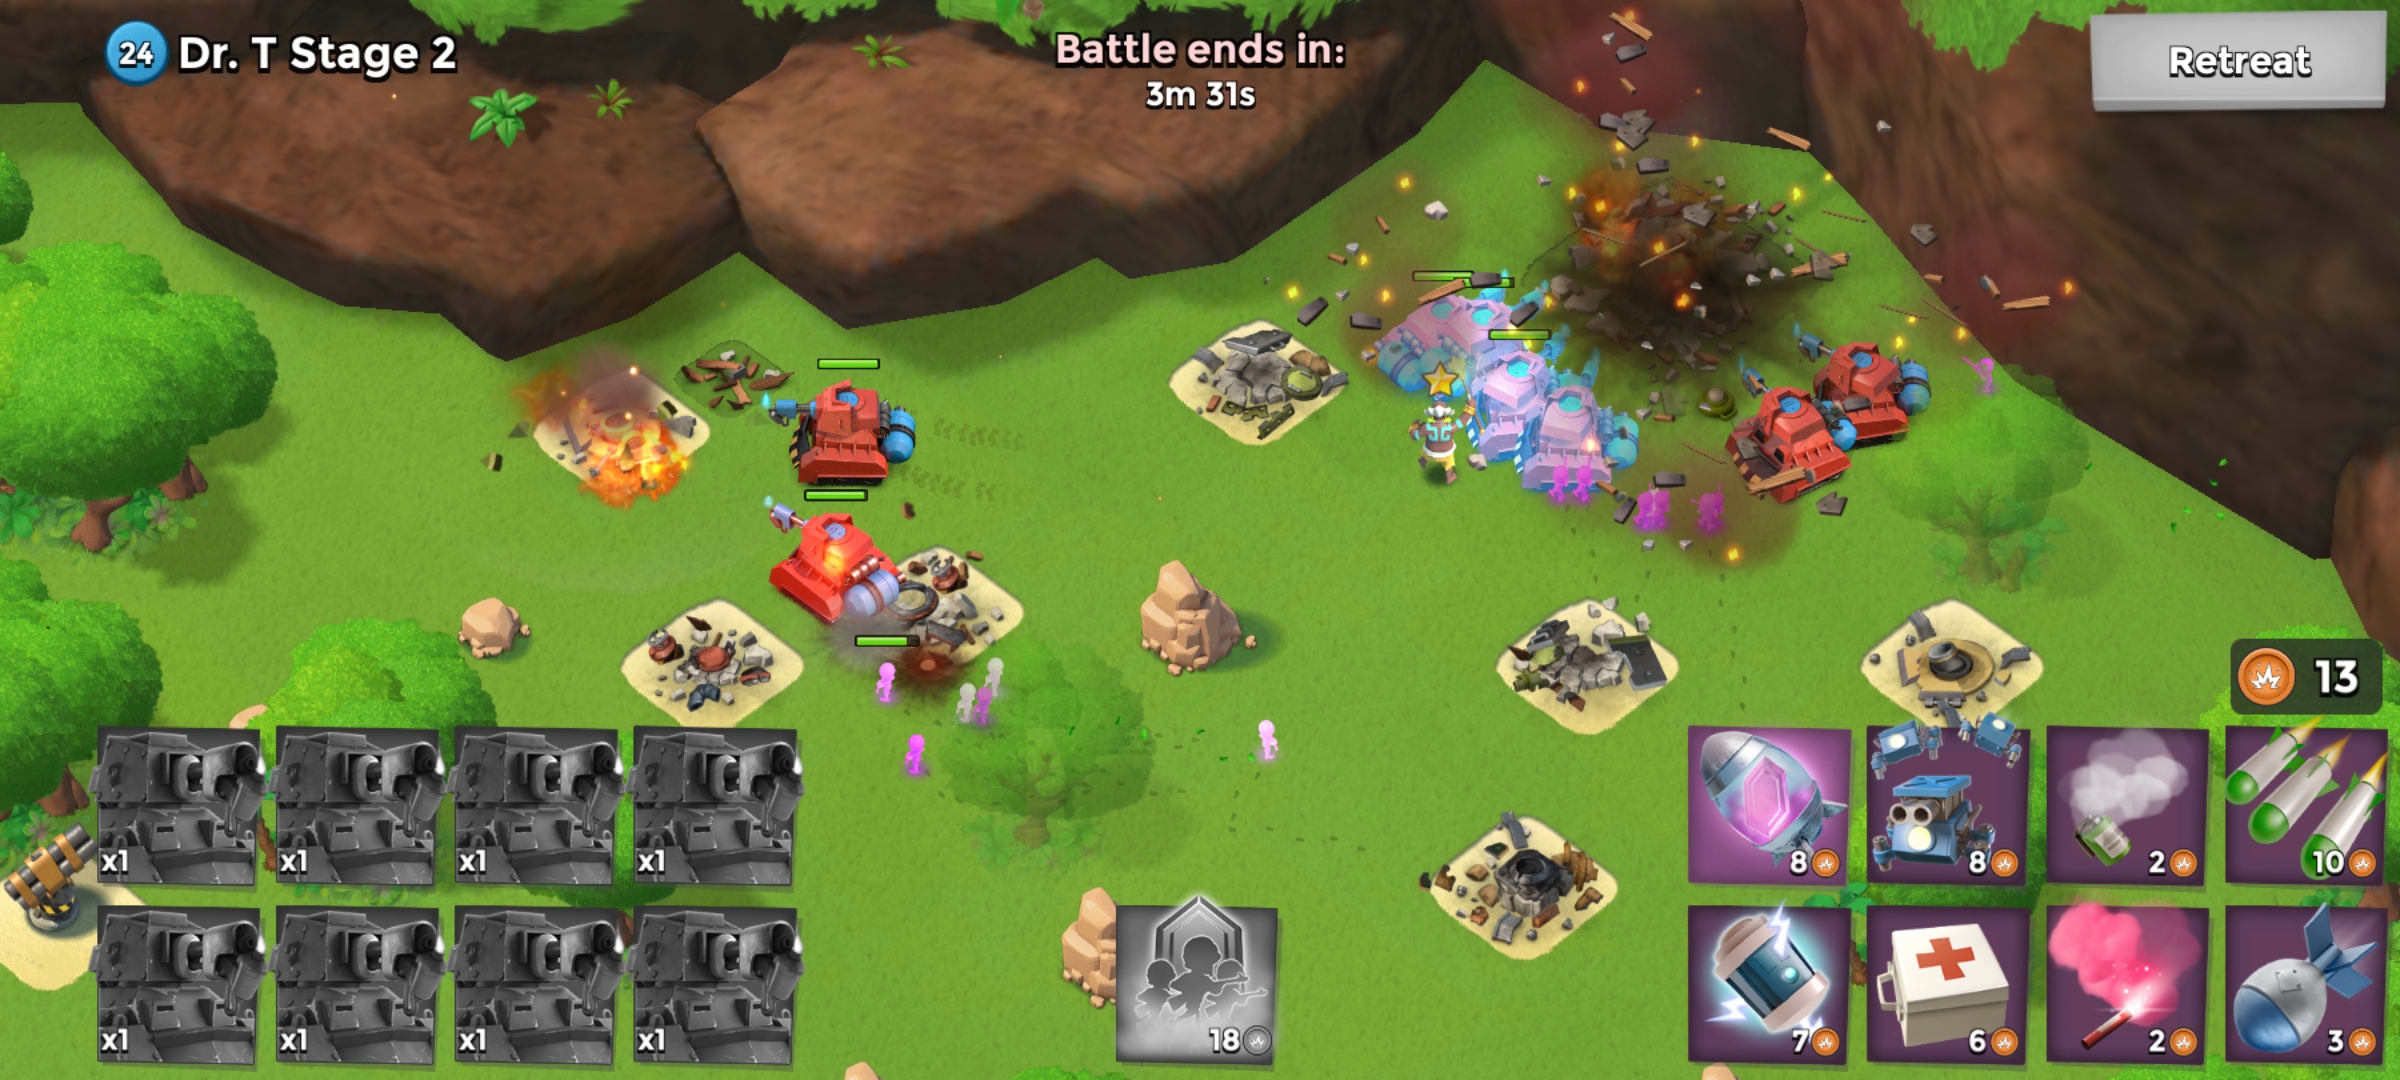 24 Dr. T Stage 2
Battle ends in:
3m 31s
Retreat
52
13
8 8 2 10
x1 x1 x1 x1
7 6 2 3
x1 x1 x1 x1
18